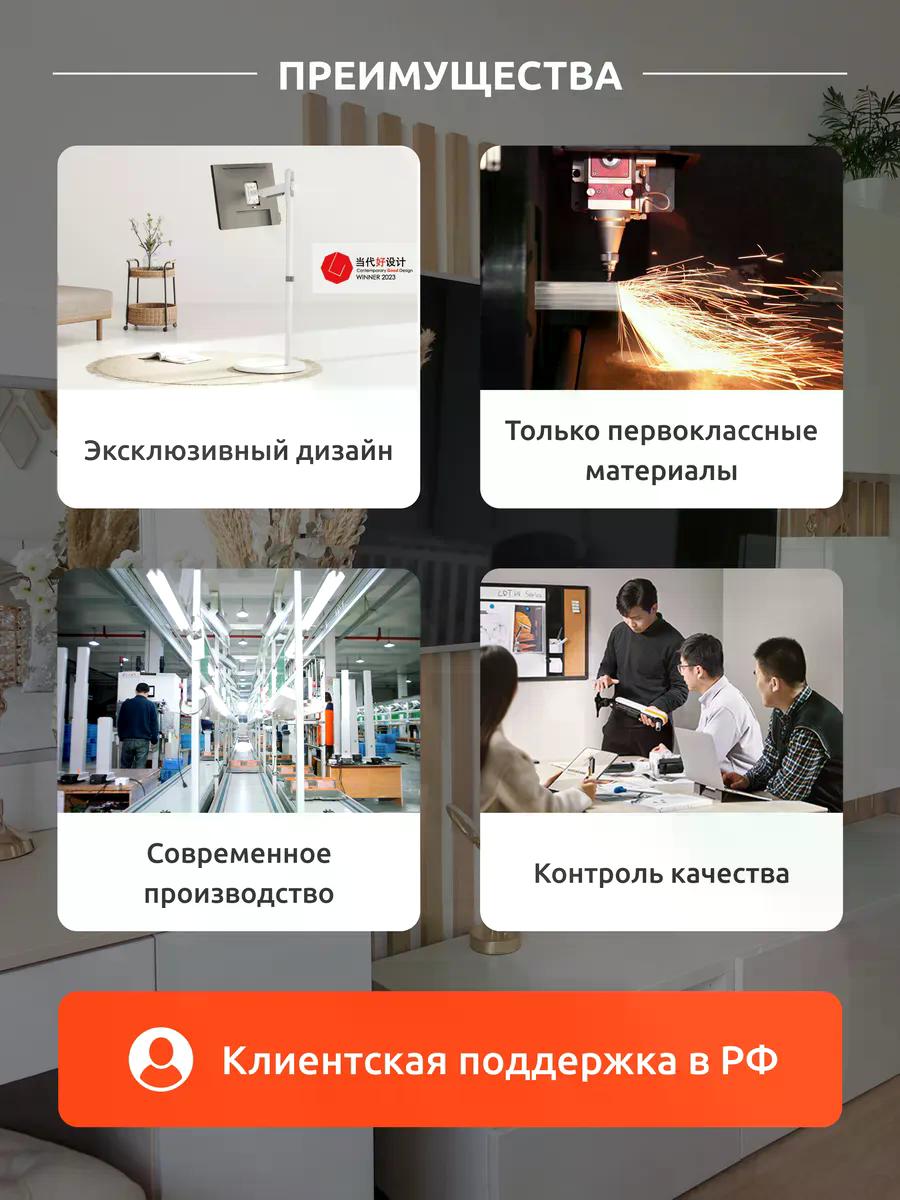 ПРЕИМУЩЕСТВА
当代好设计
Contemporary Good Design
WINNER 2023
Эксклюзивный дизайн
Только первоклассные
материалы
Современное
производство
Контроль качества
Клиентская поддержка в РФ